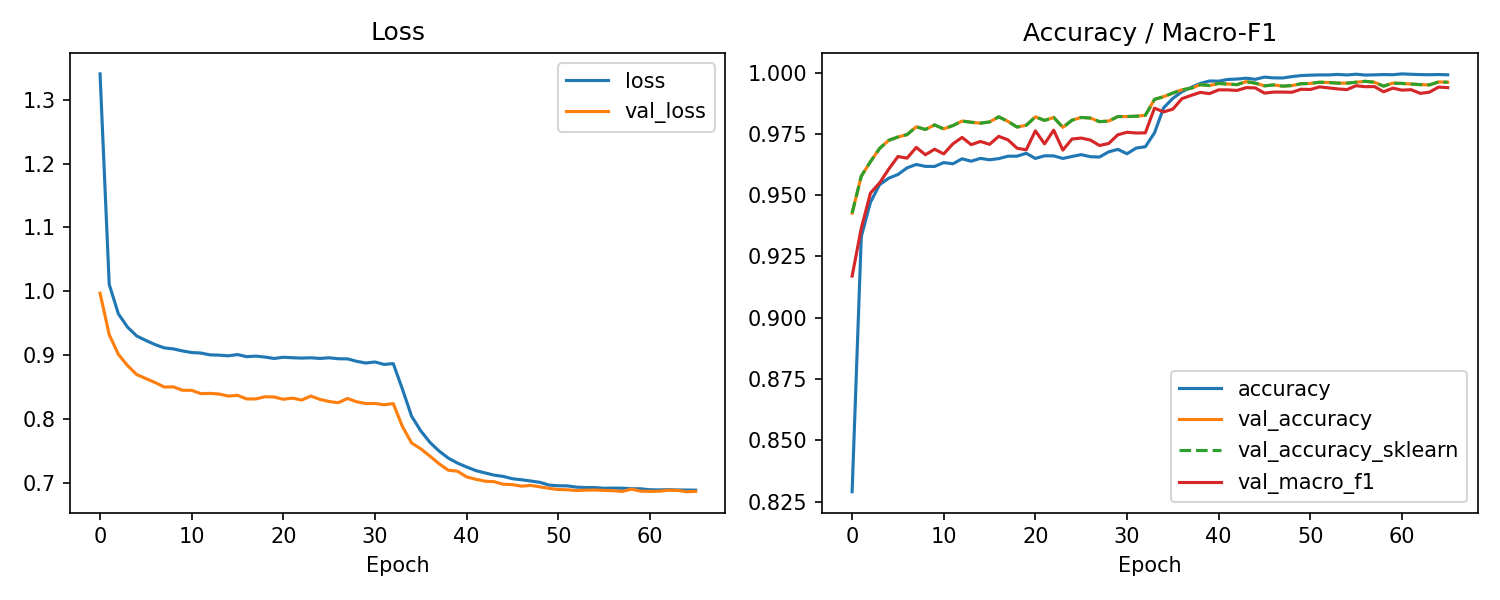 Loss
loss
val_loss
1.3
1.2
1.1
1.0
0.9
0.8
0.7
0 10 20 30 40 50 60
Epoch
Accuracy / Macro-F1
1.000
0.975
0.950
0.925
0.900
0.875
0.850
0.825
accuracy
val_accuracy
val_accuracy_sklearn
val_macro_f1
0 10 20 30 40 50 60
Epoch